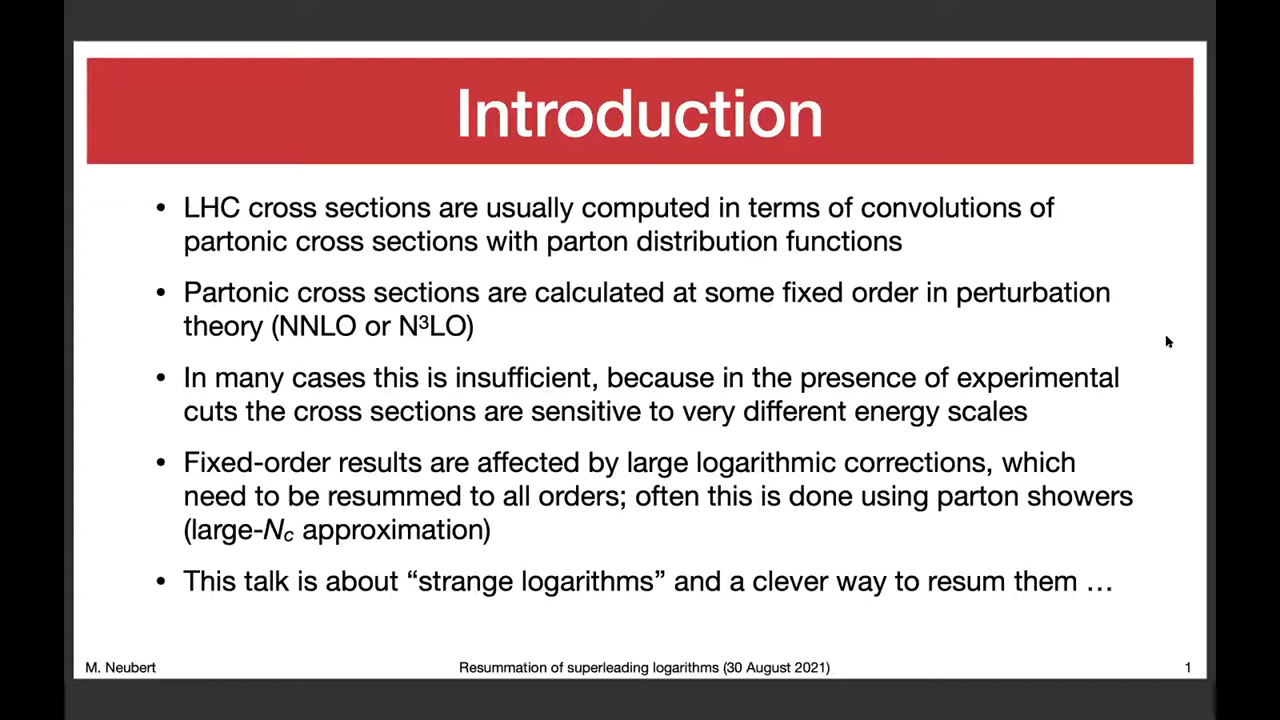 Introduction
• LHC cross sections are usually computed in terms of convolutions of
partonic cross sections with parton distribution functions
• Partonic cross sections are calculated at some fixed order in perturbation
theory (NNLO or N³LO)
• In many cases this is insufficient, because in the presence of experimental
cuts the cross sections are sensitive to very different energy scales
• Fixed-order results are affected by large logarithmic corrections, which
need to be resummed to all orders; often this is done using parton showers
(large-Nc approximation)
• This talk is about “strange logarithms” and a clever way to resum them …
M. Neubert
Resummation of superleading logarithms (30 August 2021)
1